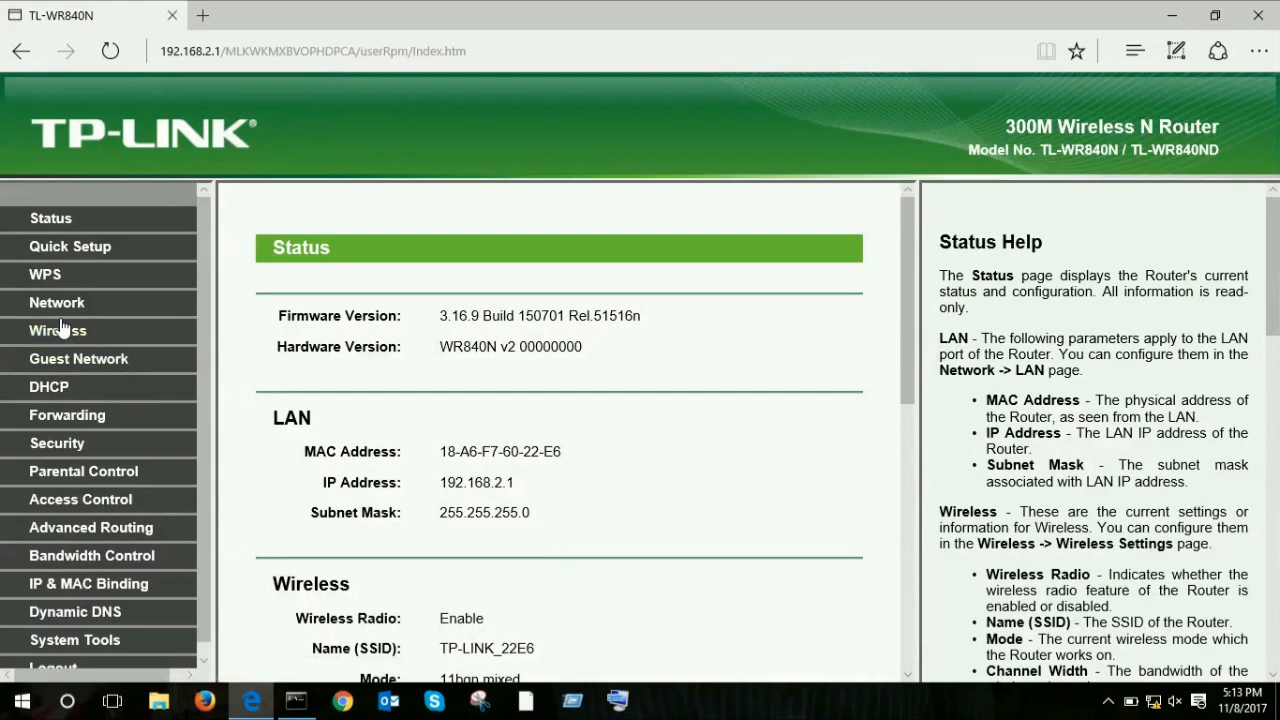 TL-WR840N
192.168.2.1/MLKWKMXBVOPHDPCA/userRpm/Index.htm
TP-LINK®
300M Wireless N Router
Model No. TL-WR840N / TL-WR840ND
Status
Quick Setup
WPS
Network
Wireless
Guest Network
DHCP
Forwarding
Security
Parental Control
Access Control
Advanced Routing
Bandwidth Control
IP & MAC Binding
Dynamic DNS
System Tools
Logout
Status
Firmware Version: 3.16.9 Build 150701 Rel.51516n
Hardware Version: WR840N v2 00000000
LAN
MAC Address: 18-A6-F7-60-22-E6
IP Address: 192.168.2.1
Subnet Mask: 255.255.255.0
Wireless
Wireless Radio: Enable
Name (SSID): TP-LINK_22E6
Mode: 11bgn mixed
Status Help
The Status page displays the Router's current
status and configuration. All information is read-
only.
LAN - The following parameters apply to the LAN
port of the Router. You can configure them in the
Network -> LAN page.
• MAC Address - The physical address of
the Router, as seen from the LAN.
• IP Address - The LAN IP address of the
Router.
• Subnet Mask - The subnet mask
associated with LAN IP address.
Wireless - These are the current settings or
information for Wireless. You can configure them
in the Wireless -> Wireless Settings page.
• Wireless Radio - Indicates whether the
wireless radio feature of the Router is
enabled or disabled.
• Name (SSID) - The SSID of the Router.
• Mode - The current wireless mode which
the Router works on.
• Channel Width - The bandwidth of the
5:13 PM
11/8/2017